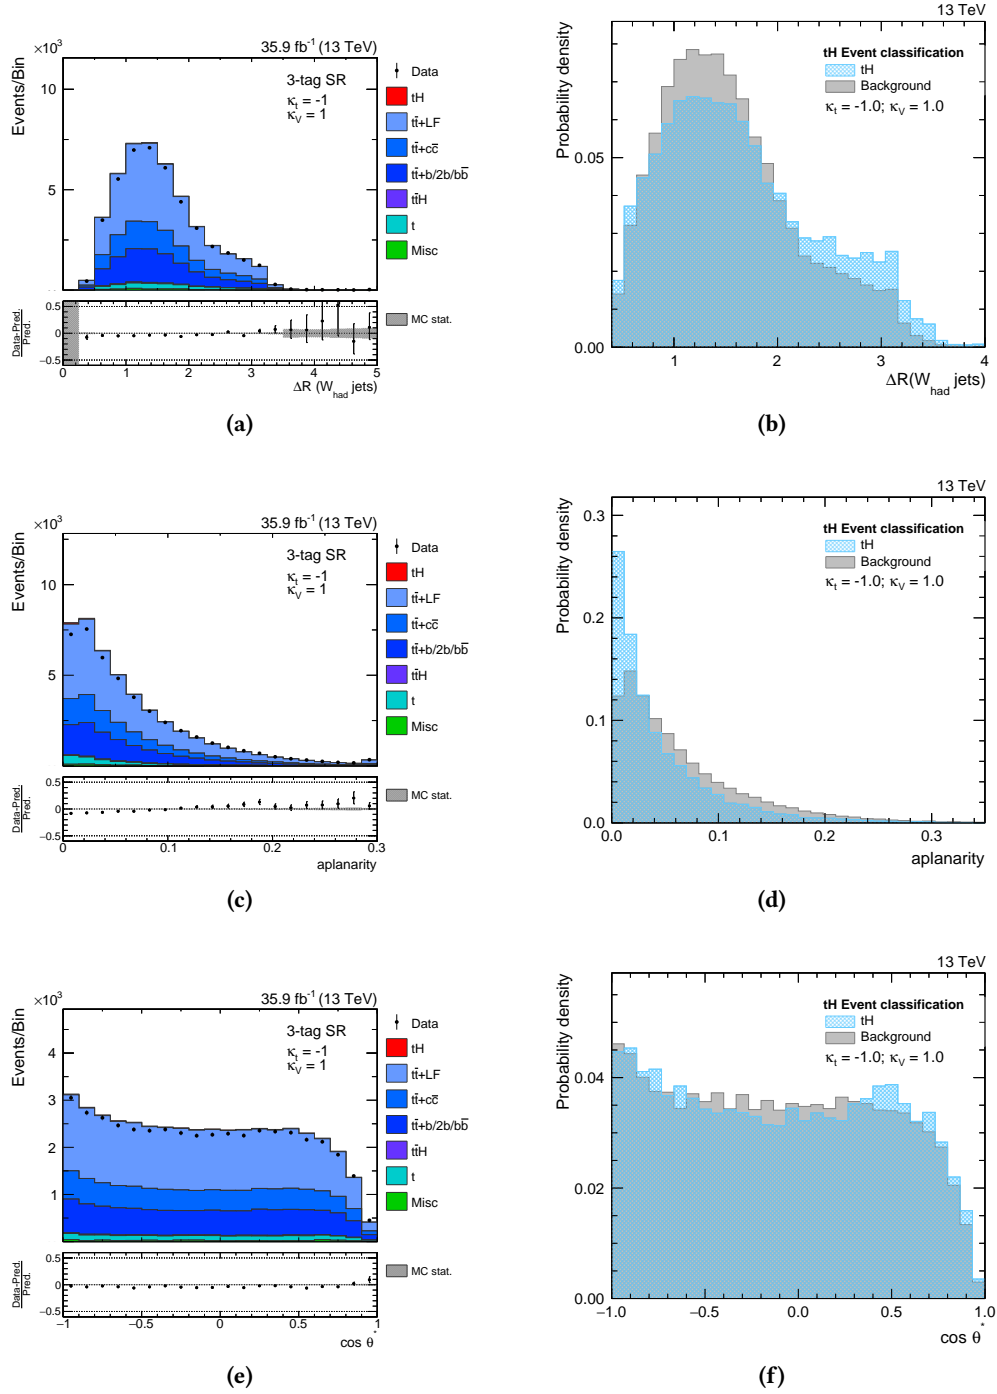 35.9 fb⁻¹ (13 TeV)
×10³
Events/Bin
10
5
3-tag SR
κt = -1
κV = 1
Data
tH
tt̄+LF
tt̄+cc̄
tt̄+b/2b/bb̄
tt̄H
t
Misc
Data-Pred.
Pred.
0.5
0
−0.5
MC stat.
0 1 2 3 4 5
ΔR (Whad jets)
(a)
13 TeV
Probability density
0.05
0.00
tH Event classification
tH
Background
κt = -1.0; κV = 1.0
1 2 3 4
ΔR(Whad jets)
(b)
35.9 fb⁻¹ (13 TeV)
×10³
Events/Bin
10
5
3-tag SR
κt = -1
κV = 1
Data
tH
tt̄+LF
tt̄+cc̄
tt̄+b/2b/bb̄
tt̄H
t
Misc
Data-Pred.
Pred.
0.5
0
−0.5
MC stat.
0 0.1 0.2 0.3
aplanarity
(c)
13 TeV
Probability density
0.3
0.2
0.1
0.0
tH Event classification
tH
Background
κt = -1.0; κV = 1.0
0.0 0.1 0.2 0.3
aplanarity
(d)
35.9 fb⁻¹ (13 TeV)
×10³
Events/Bin
4
3
2
1
3-tag SR
κt = -1
κV = 1
Data
tH
tt̄+LF
tt̄+cc̄
tt̄+b/2b/bb̄
tt̄H
t
Misc
Data-Pred.
Pred.
0.5
0
−0.5
MC stat.
−1 −0.5 0 0.5 1
cos θ*
(e)
13 TeV
Probability density
0.04
0.02
0.00
tH Event classification
tH
Background
κt = -1.0; κV = 1.0
−1.0 −0.5 0.0 0.5 1.0
cos θ*
(f)